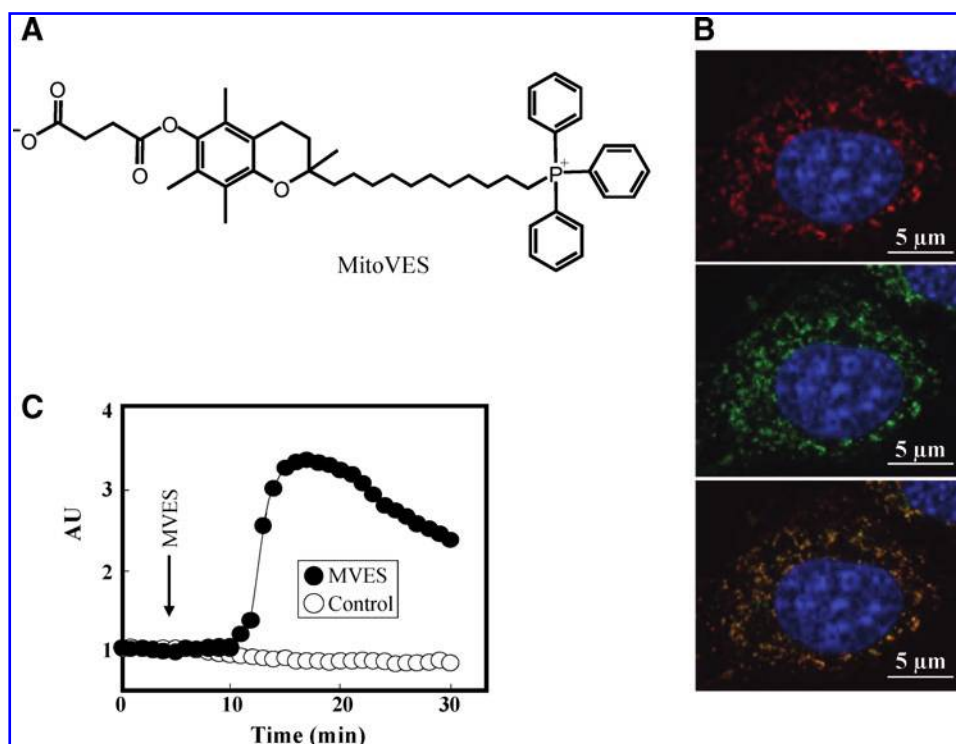 A
B
O
O
O
O
O
P
+
−
MitoVES
5 µm
5 µm
5 µm
C
4
3
2
1
AU
MVES
MVES
Control
0
10
20
30
Time (min)